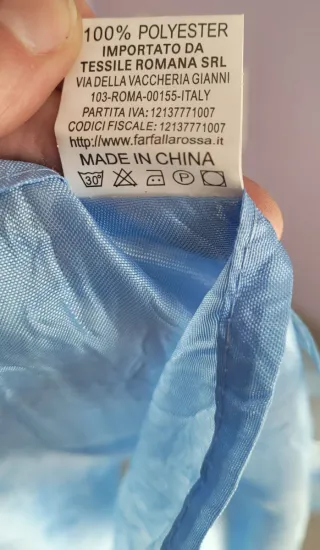 100% POLYESTER
IMPORTATO DA
TESSILE ROMANA SRL
VIA DELLA VACCHERIA GIANNI
103-ROMA-00155-ITALY
PARTITA IVA: 12137771007
CODICI FISCALE: 12137771007
http://www.farfallarossa.it
MADE IN CHINA
30° P